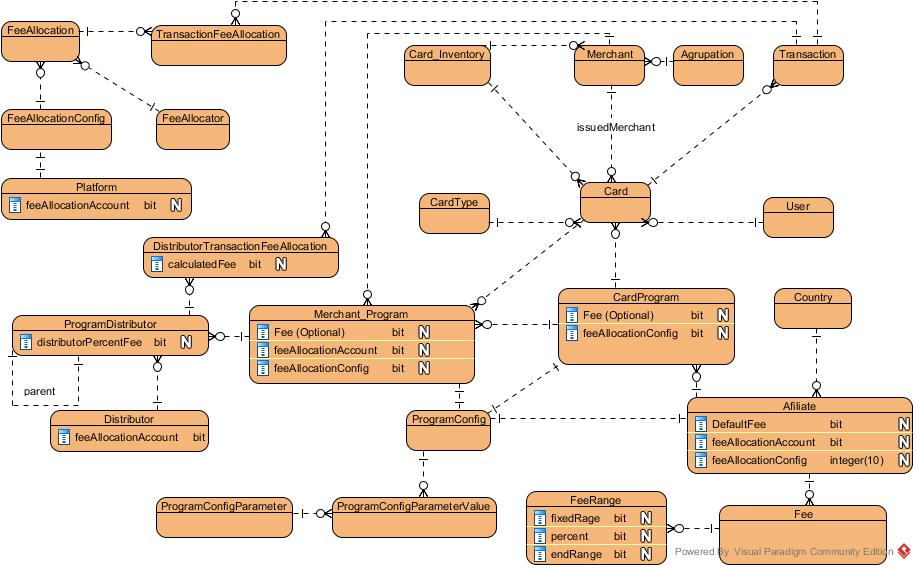 FeeAllocation
TransactionFeeAllocation
Card_Inventory
Merchant
Agrupation
Transaction
FeeAllocationConfig
FeeAllocator
issuedMerchant
Platform
feeAllocationAccount bit N
Card
CardType
User
DistributorTransactionFeeAllocation
calculatedFee bit N
ProgramDistributor
distributorPercentFee bit N
parent
Merchant_Program
Fee (Optional) bit N
feeAllocationAccount bit N
feeAllocationConfig bit N
CardProgram
Fee (Optional) bit N
feeAllocationConfig bit N
Country
Distributor
feeAllocationAccount bit
ProgramConfig
Afiliate
DefaultFee bit N
feeAllocationAccount bit N
feeAllocationConfig integer(10) N
ProgramConfigParameter
ProgramConfigParameterValue
FeeRange
fixedRage bit N
percent bit N
endRange bit N
Fee
Powered By Visual Paradigm Community Edition